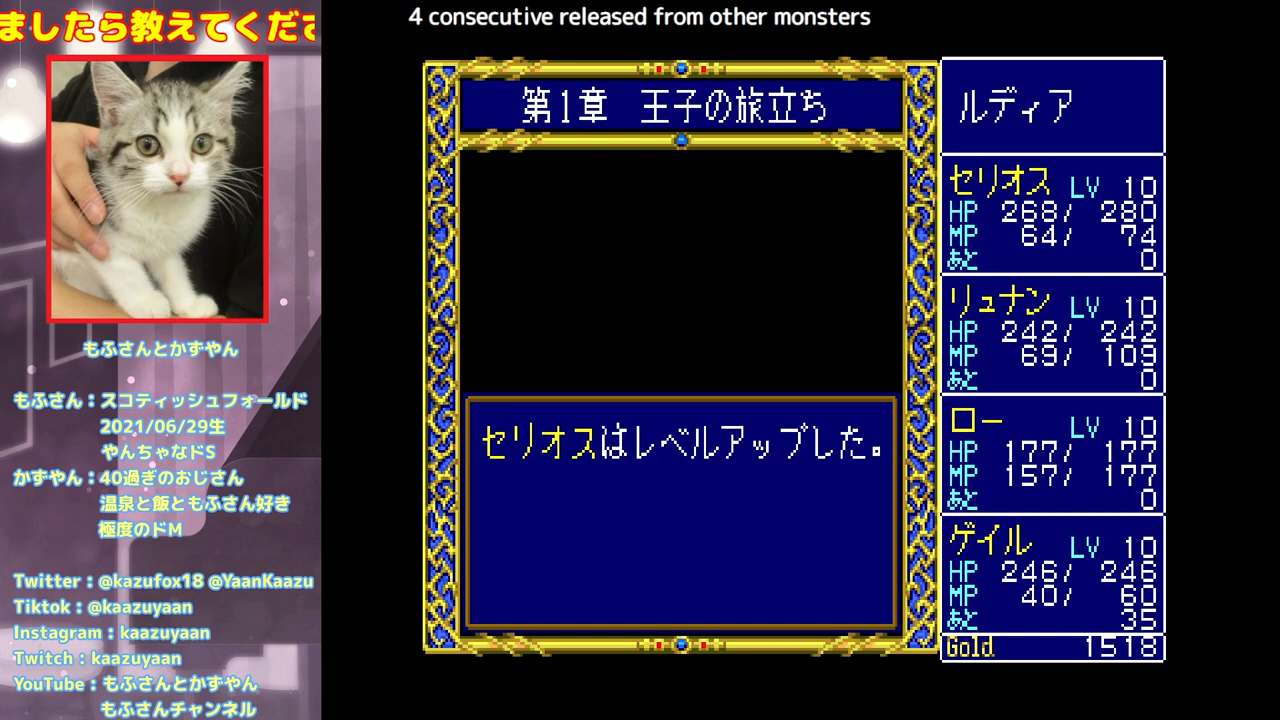 ましたら教えてくださ
4 consecutive released from other monsters
もふさんとかずやん
もふさん：スコティッシュフォールド
2021/06/29生
やんちゃなドS
かずやん：40過ぎのおじさん
温泉と飯ともふさん好き
極度のドM
Twitter：@kazufox18 @YaanKaazu
Tiktok：@kaazuyaan
Instagram：kaazuyaan
Twitch：kaazuyaan
YouTube：もふさんとかずやん
もふさんチャンネル
第1章 王子の旅立ち
セリオスはレベルアップした。
ルディア
セリオス LV 10
HP 268/ 280
MP 64/ 74
あと 0
リュナン LV 10
HP 242/ 242
MP 69/ 109
あと 0
ロー LV 10
HP 177/ 177
MP 157/ 177
あと 0
ゲイル LV 10
HP 246/ 246
MP 40/ 60
あと 35
Gold 1518